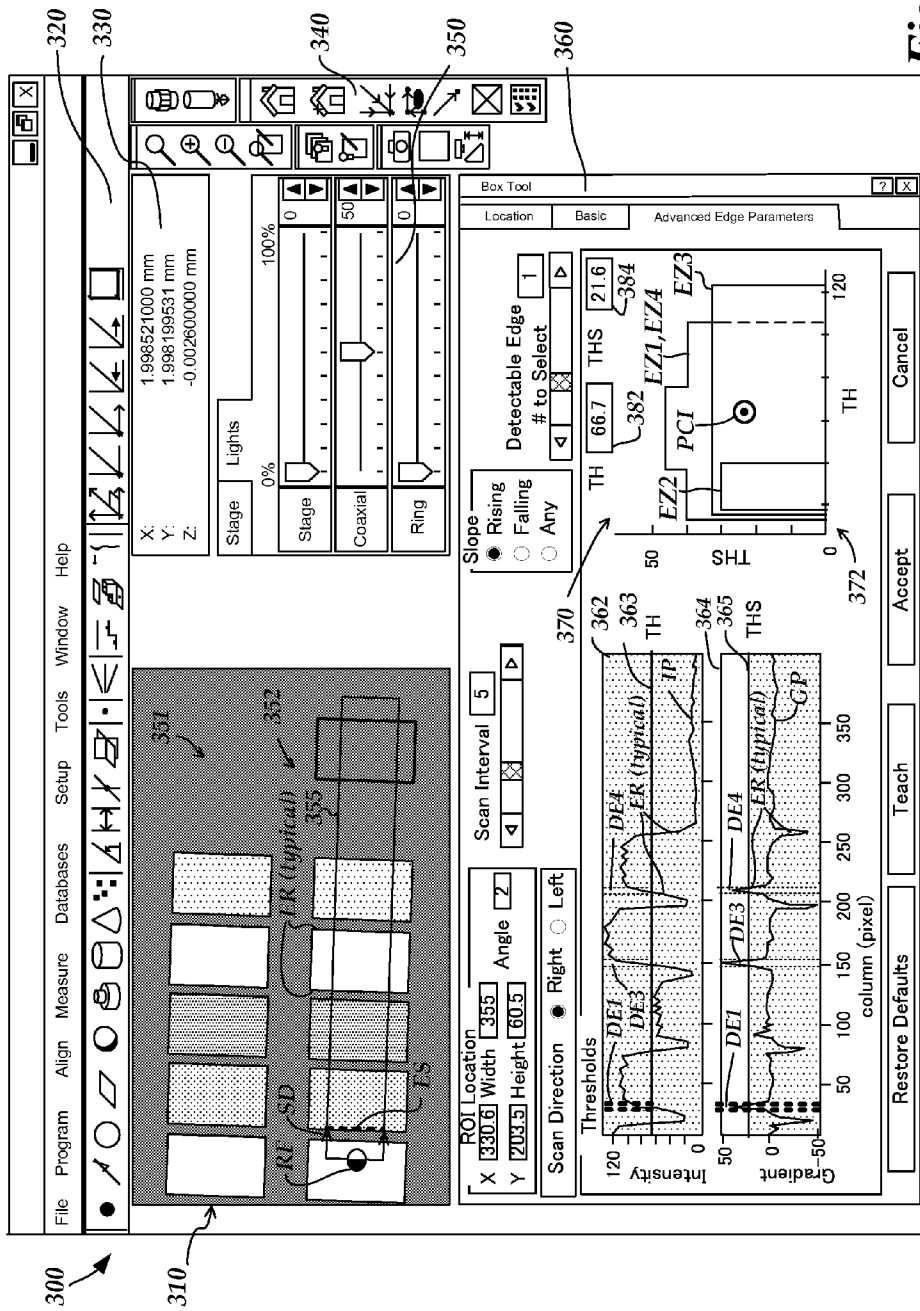 300
File Program Align Measure Databases Setup Tools Window Help
320
330
310
351
352
355
ER (typical)
RI
SD
ES
X: 1.998521000 mm
Y: 1.998199531 mm
Z: -0.002600000 mm
Stage Lights
0% 100%
Stage 0
Coaxial 50
Ring 0
340
350
360
Box Tool
? X
Location Basic Advanced Edge Parameters
ROI Location
X 330.6 Width 355
Y 203.5 Height 60.5
Angle 2
Scan Interval 5
Slope
Rising
Falling
Any
Detectable Edge
# to Select 1
Scan Direction Right Left
370
Thresholds
DE1
DE3
DE4
ER (typical)
362
363
TH
IP
120
0
Intensity
364
365
THS
DE1
DE3
DE4
ER (typical)
GP
50
0
-50
Gradient
50 100 150 200 250 300 350
column (pixel)
TH 66.7 THS 21.6
382
384
EZ2
PCI
EZ1,EZ4
EZ3
50
THS
0
TH
120
372
Restore Defaults Teach Accept Cancel